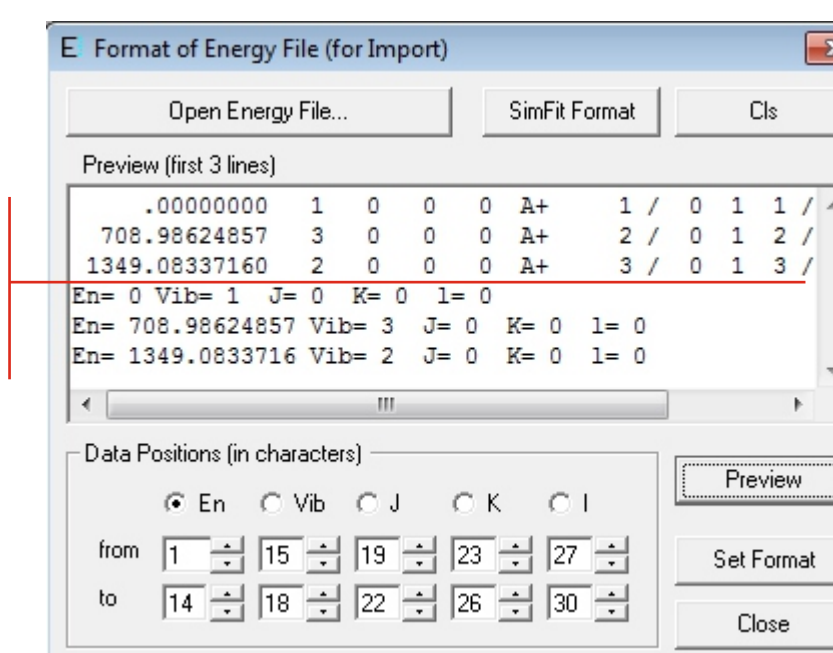 E Format of Energy File (for Import)
Open Energy File... SimFit Format Cls
Preview (first 3 lines)
.00000000 1 0 0 0 A+ 1 / 0 1 1 /
708.98624857 3 0 0 0 A+ 2 / 0 1 2 /
1349.08337160 2 0 0 0 A+ 3 / 0 1 3 /
En= 0 Vib= 1 J= 0 K= 0 l= 0
En= 708.98624857 Vib= 3 J= 0 K= 0 l= 0
En= 1349.0833716 Vib= 2 J= 0 K= 0 l= 0
Data Positions (in characters)
En Vib J K l
from 1 15 19 23 27
to 14 18 22 26 30
Preview
Set Format
Close